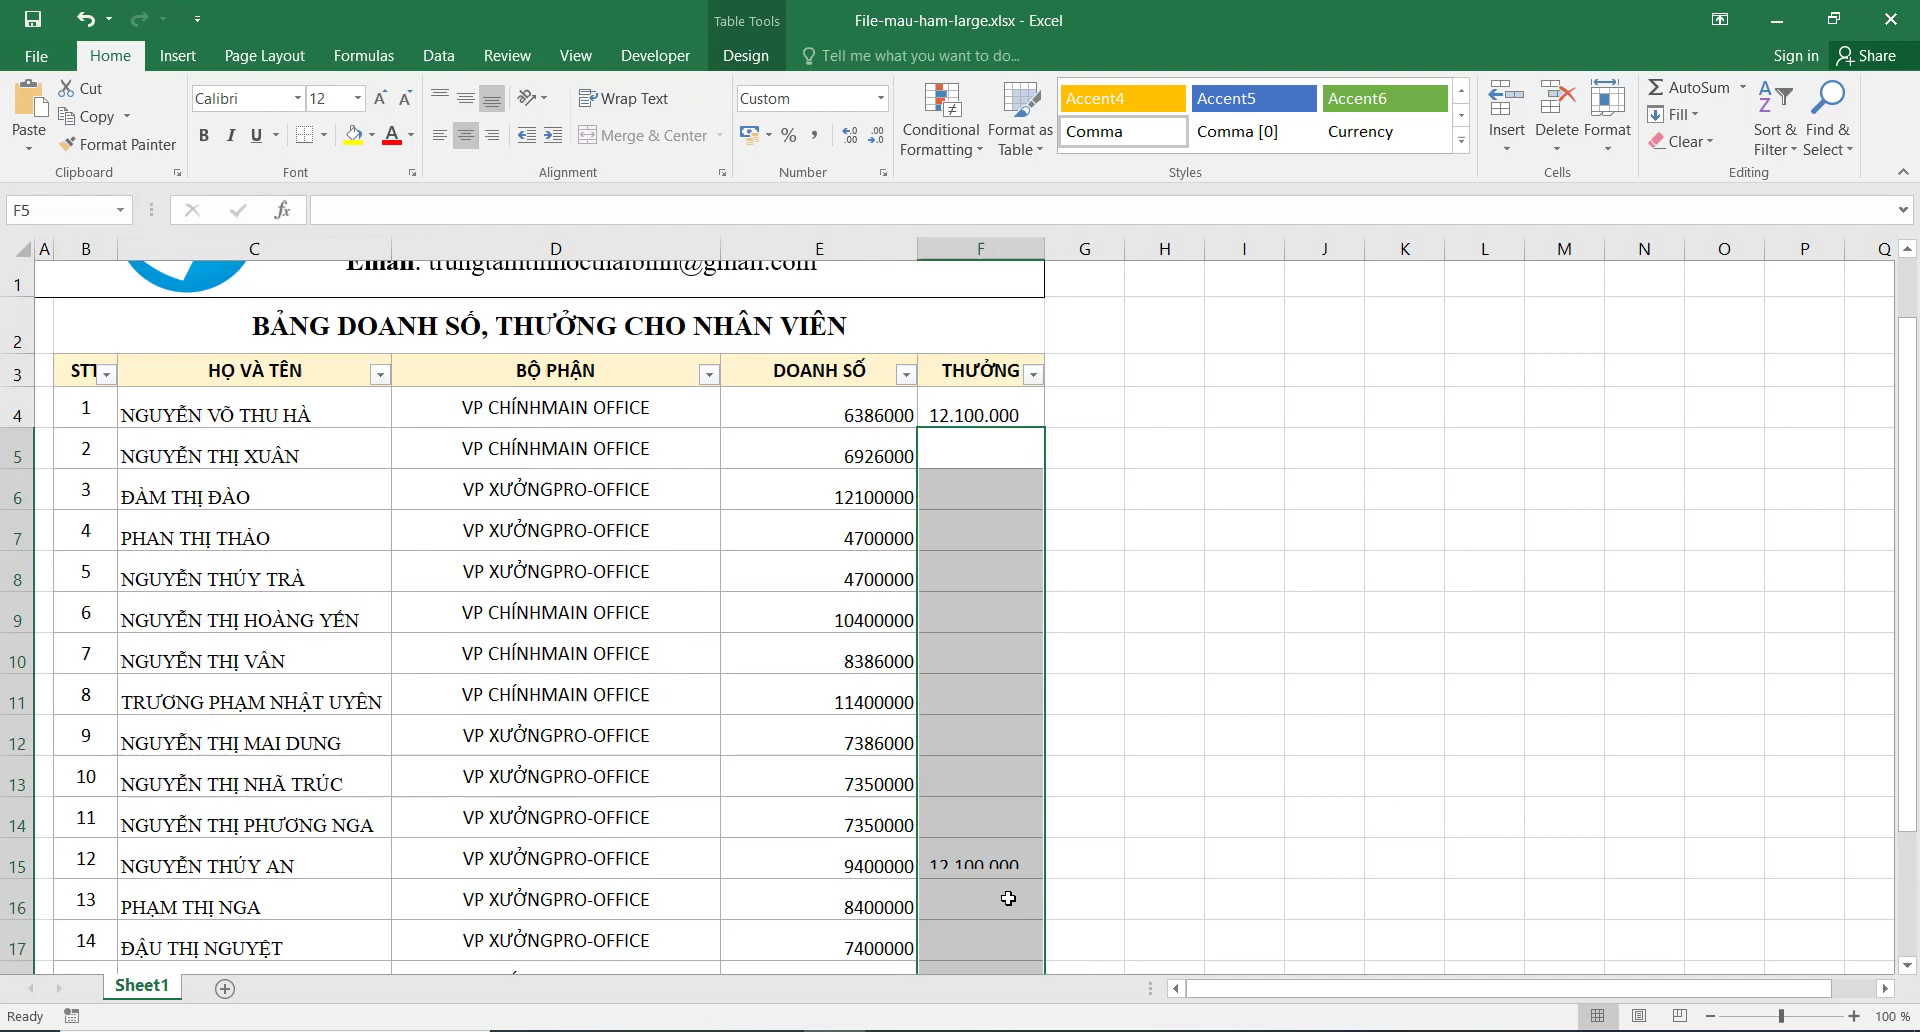 Table Tools
File-mau-ham-large.xlsx - Excel
File Home Insert Page Layout Formulas Data Review View Developer Design Tell me what you want to do... Sign in Share
Paste
Cut
Copy
Format Painter
Clipboard
Calibri 12
B I U
Font
Wrap Text
Merge & Center
Alignment
Custom
%
Number
Conditional Formatting
Format as Table
Accent4 Accent5 Accent6
Comma Comma [0] Currency
Styles
Insert Delete Format
Cells
AutoSum
Fill
Clear
Sort & Filter
Find & Select
Editing
F5 fx
A B C D E F G H I J K L M N O P Q
1 Email: trungtamtinhocthaibinh@gmail.com
2 BẢNG DOANH SỐ, THƯỞNG CHO NHÂN VIÊN
3 STT HỌ VÀ TÊN BỘ PHẬN DOANH SỐ THƯỞNG
4 1 NGUYỄN VÕ THU HÀ VP CHÍNHMAIN OFFICE 6386000 12.100.000
5 2 NGUYỄN THỊ XUÂN VP CHÍNHMAIN OFFICE 6926000
6 3 ĐÀM THỊ ĐÀO VP XƯỞNGPRO-OFFICE 12100000
7 4 PHAN THỊ THẢO VP XƯỞNGPRO-OFFICE 4700000
8 5 NGUYỄN THÚY TRÀ VP XƯỞNGPRO-OFFICE 4700000
9 6 NGUYỄN THỊ HOÀNG YẾN VP CHÍNHMAIN OFFICE 10400000
10 7 NGUYỄN THỊ VÂN VP CHÍNHMAIN OFFICE 8386000
11 8 TRƯƠNG PHẠM NHẬT UYÊN VP CHÍNHMAIN OFFICE 11400000
12 9 NGUYỄN THỊ MAI DUNG VP XƯỞNGPRO-OFFICE 7386000
13 10 NGUYỄN THỊ NHÃ TRÚC VP XƯỞNGPRO-OFFICE 7350000
14 11 NGUYỄN THỊ PHƯƠNG NGA VP XƯỞNGPRO-OFFICE 7350000
15 12 NGUYỄN THÚY AN VP XƯỞNGPRO-OFFICE 9400000 12.100.000
16 13 PHẠM THỊ NGA VP XƯỞNGPRO-OFFICE 8400000
17 14 ĐẬU THỊ NGUYỆT VP XƯỞNGPRO-OFFICE 7400000
Sheet1
Ready 100 %